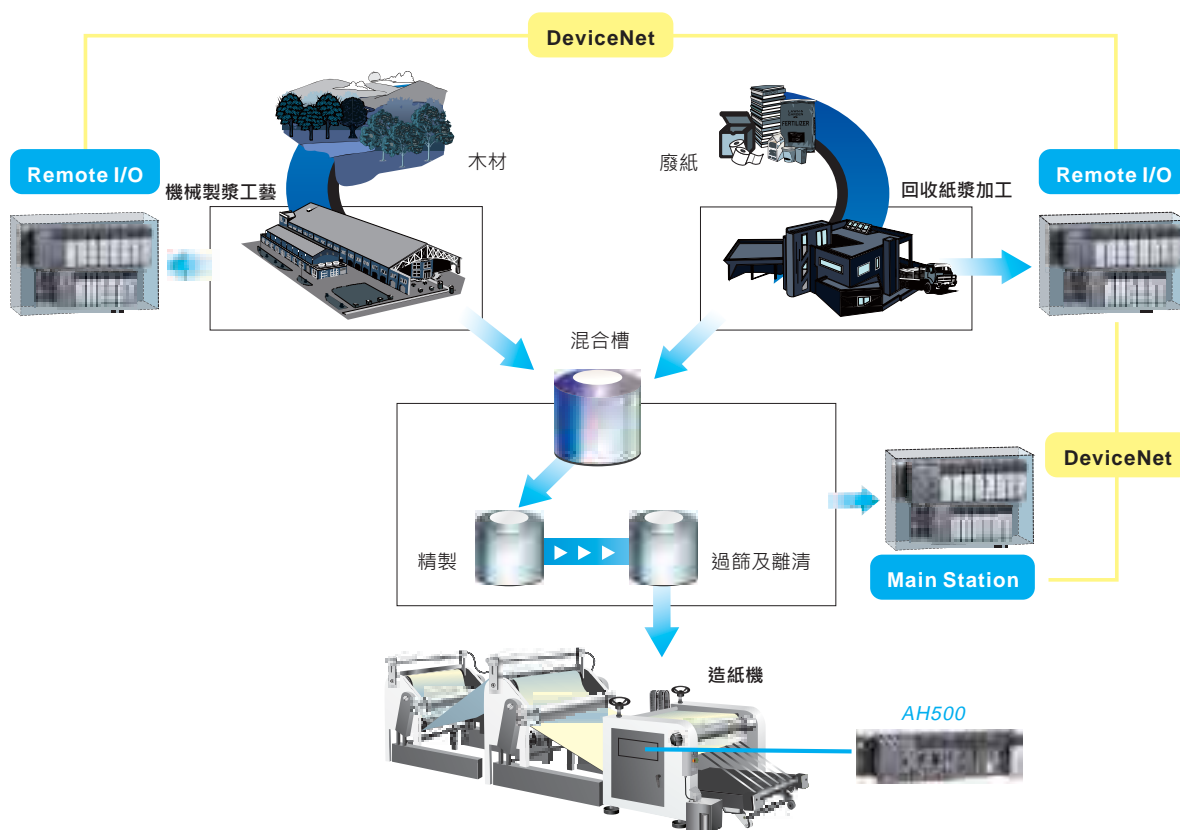 DeviceNet
木材
廢紙
FERTILIZER
Remote I/O
機械製漿工藝
回收紙漿加工
Remote I/O
混合槽
DeviceNet
精製
過篩及離清
Main Station
造紙機
AH500